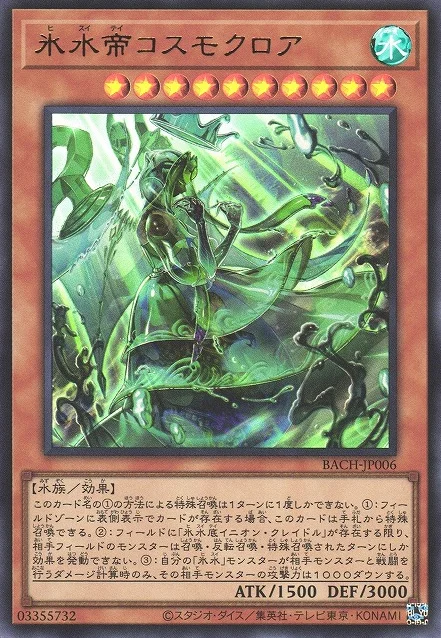 氷水帝コスモクロア
水
BACH-JP006
【水族／効果】
このカード名の①の方法による特殊召喚は１ターンに１度しかできない。①：フィー
ルドゾーンに表側表示でカードが存在する場合、このカードは手札から特殊
召喚できる。②：フィールドに「氷水底イニオン・クレイドル」が存在する限り、
相手フィールドのモンスターは召喚・反転召喚・特殊召喚されたターンにしか
効果を発動できない。③：自分の「氷水」モンスターが相手モンスターと戦闘を
行うダメージ計算時のみ、その相手モンスターの攻撃力は１０００ダウンする。
ATK/1500 DEF/3000
03355732 ©スタジオ・ダイス／集英社・テレビ東京・KONAMI